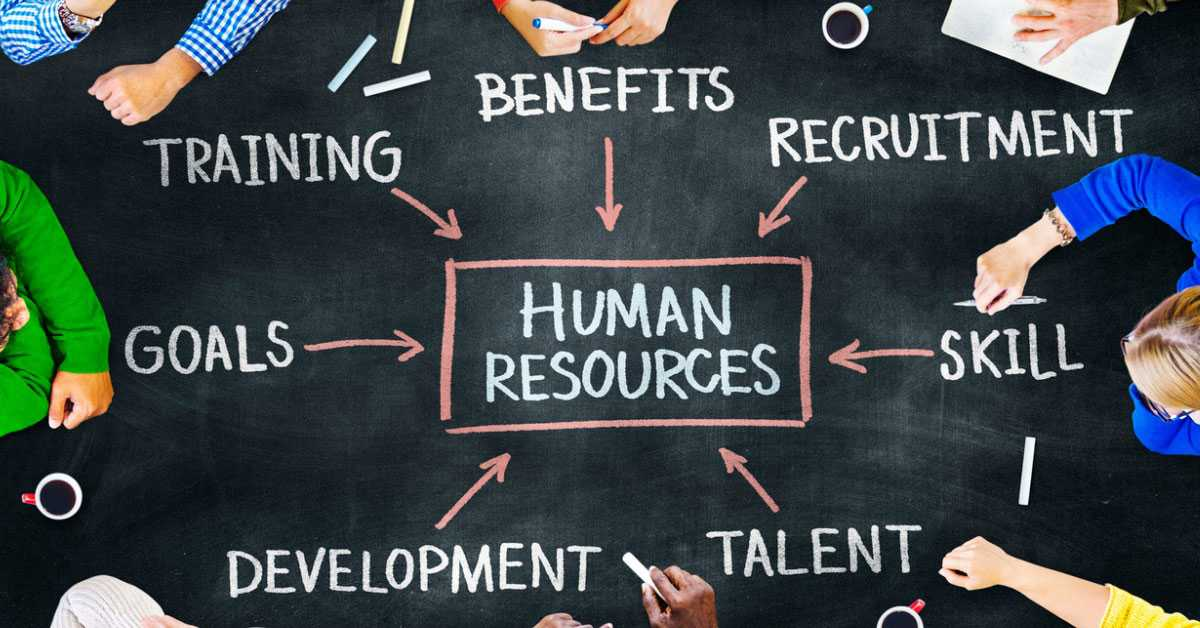 BENEFITS
RECRUITMENT
TRAINING
HUMAN
RESOURCES
GOALS
SKILL
DEVELOPMENT
TALENT